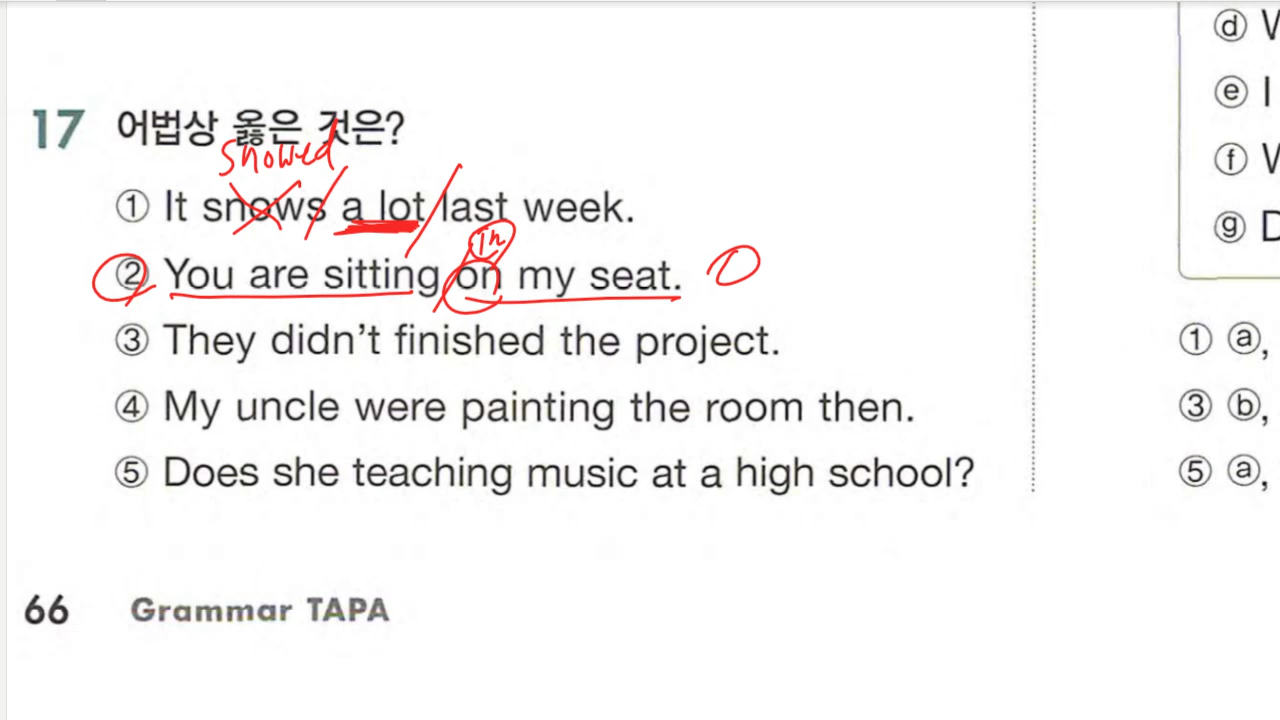 17 어법상 옳은 것은?
snowed
① It snows a lot last week.
in
② You are sitting on my seat.
③ They didn't finished the project.
④ My uncle were painting the room then.
⑤ Does she teaching music at a high school?
66 Grammar TAPA
ⓓ
ⓔ I
ⓕ
ⓖ
① ⓐ,
③ ⓑ,
⑤ ⓐ,